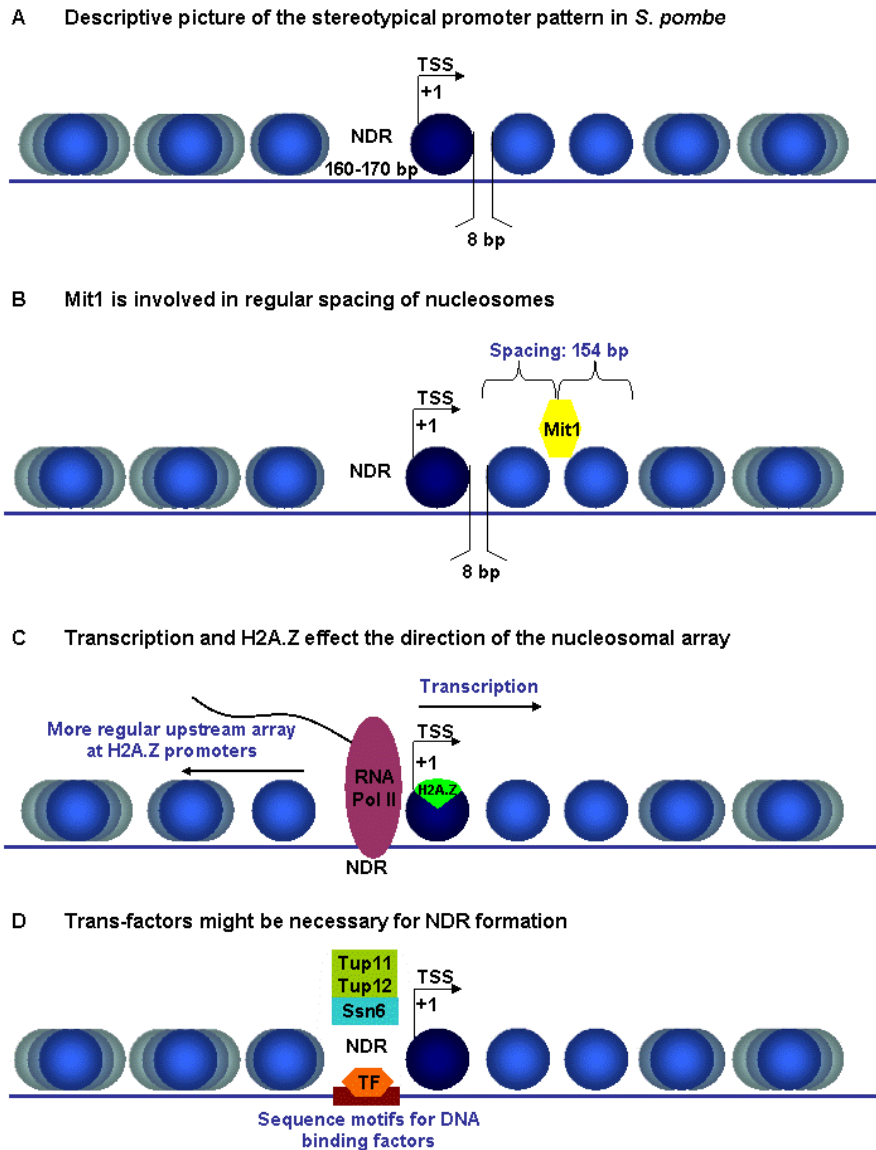 A Descriptive picture of the stereotypical promoter pattern in S. pombe
TSS
+1
NDR
160-170 bp
8 bp
B Mit1 is involved in regular spacing of nucleosomes
Spacing: 154 bp
TSS
+1
Mit1
NDR
8 bp
C Transcription and H2A.Z effect the direction of the nucleosomal array
Transcription
More regular upstream array
at H2A.Z promoters
TSS
+1
RNA
Pol II
H2A.Z
NDR
D Trans-factors might be necessary for NDR formation
Tup11
Tup12
Ssn6
TSS
+1
NDR
TF
Sequence motifs for DNA
binding factors